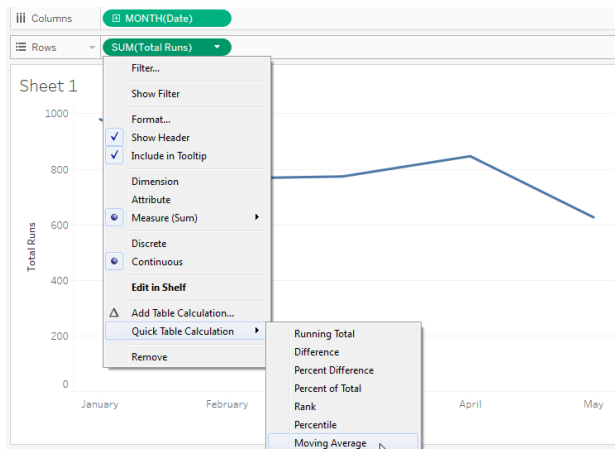 Columns
MONTH(Date)
Rows
SUM(Total Runs)
Sheet 1
Filter...
Show Filter
Format...
Show Header
Include in Tooltip
Dimension
Attribute
Measure (Sum)
Discrete
Continuous
Edit in Shelf
Add Table Calculation...
Quick Table Calculation
Remove
Running Total
Difference
Percent Difference
Percent of Total
Rank
Percentile
Moving Average
Total Runs
1000
800
600
400
200
0
January
February
April
May